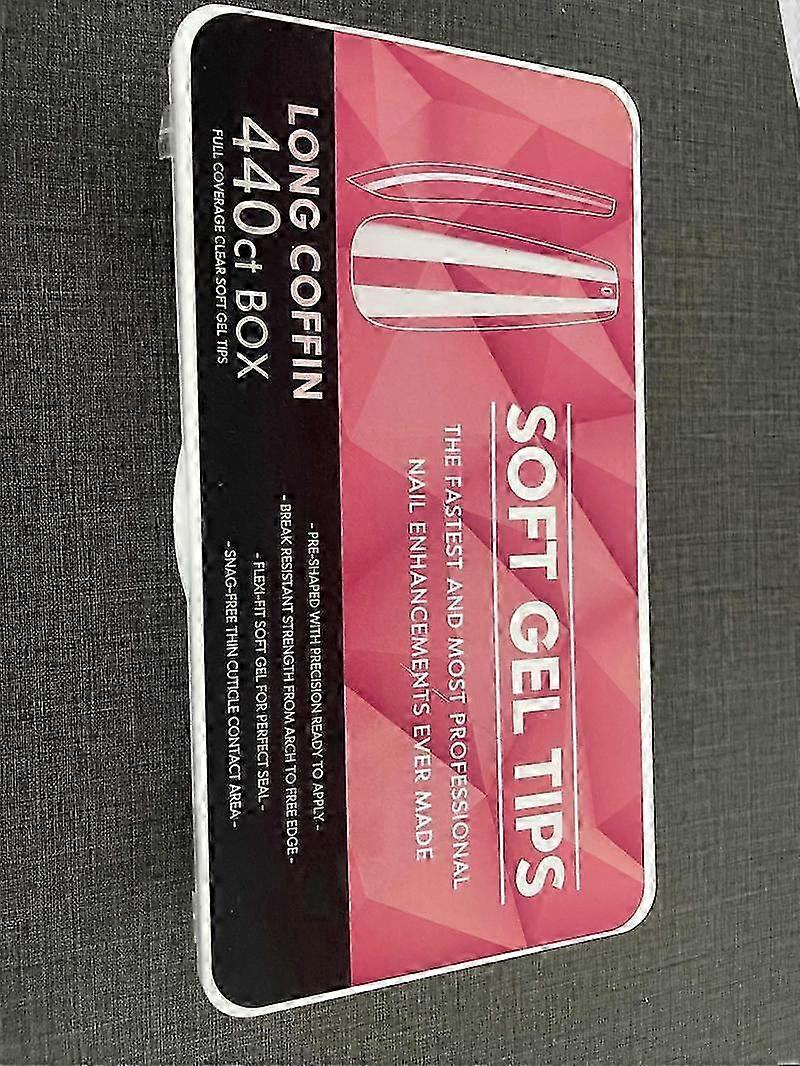 SOFT GEL TIPS
THE FASTEST AND MOST PROFESSIONAL
NAIL ENHANCEMENTS EVER MADE
LONG COFFIN
440ct BOX
FULL COVERAGE CLEAR SOFT GEL TIPS
- PRE-SHAPED WITH PRECISION READY TO APPLY -
- BREAK RESISTANT STRENGTH FROM ARCH TO FREE EDGE -
- FLEXI-FIT SOFT GEL FOR PERFECT SEAL -
- SNAG-FREE THIN CUTICLE CONTACT AREA -
0